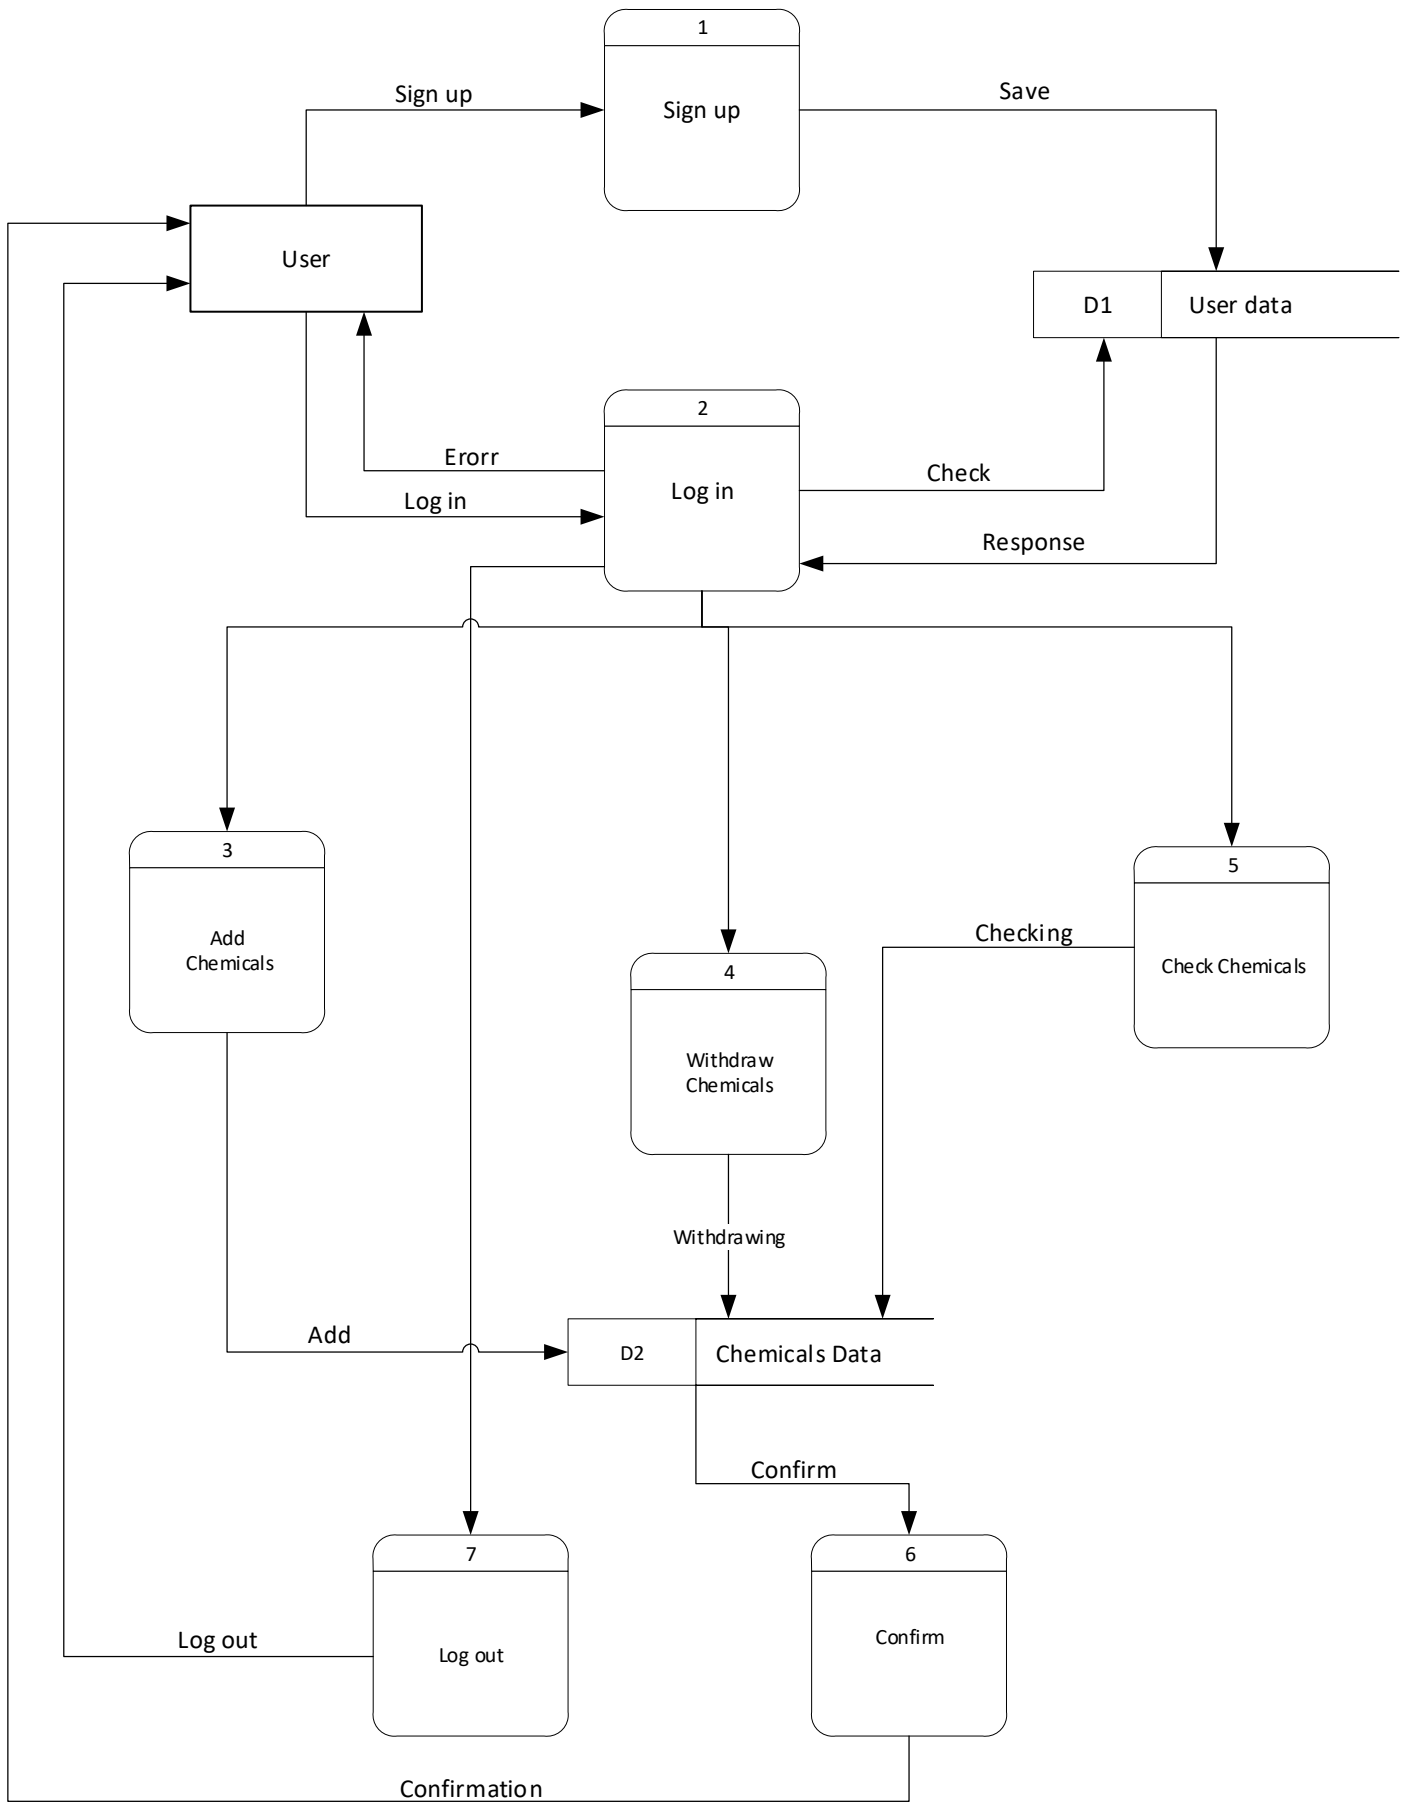 1
Sign up
Save
Sign up
User
D1
User data
2
Erorr
Log in
Check
Log in
Response
3
5
Add
Chemicals
Checking
Check Chemicals
4
Withdraw
Chemicals
Withdrawing
Add
D2
Chemicals Data
Confirm
7
6
Log out
Log out
Confirm
Confirmation